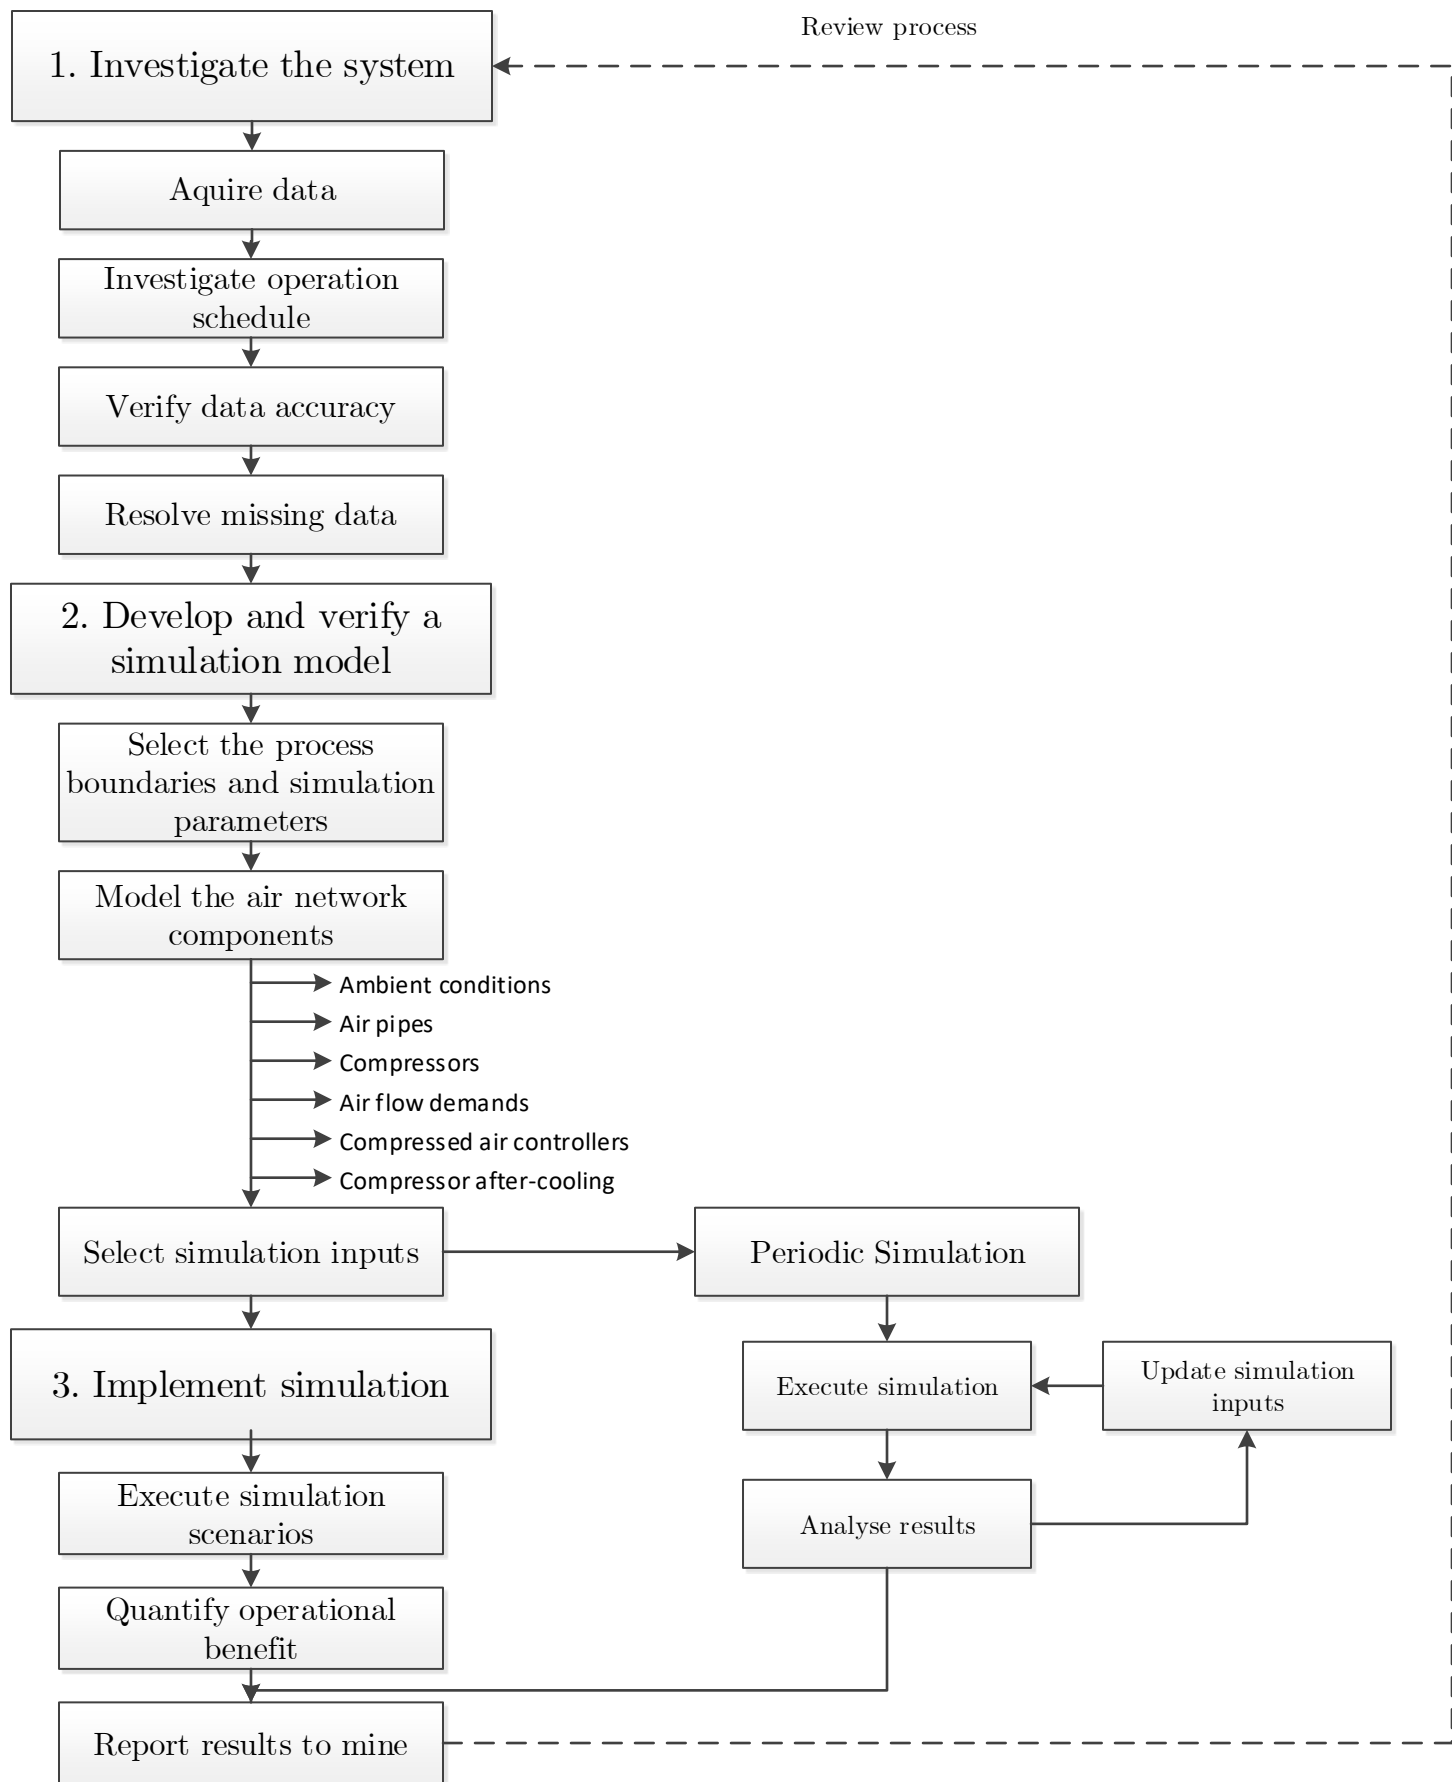 Review process
1. Investigate the system
Aquire data
Investigate operation
schedule
Verify data accuracy
Resolve missing data
2. Develop and verify a
simulation model
Select the process
boundaries and simulation
parameters
Model the air network
components
Ambient conditions
Air pipes
Compressors
Air flow demands
Compressed air controllers
Compressor after-cooling
Select simulation inputs
Periodic Simulation
3. Implement simulation
Execute simulation
Update simulation
inputs
Execute simulation
scenarios
Analyse results
Quantify operational
benefit
Report results to mine